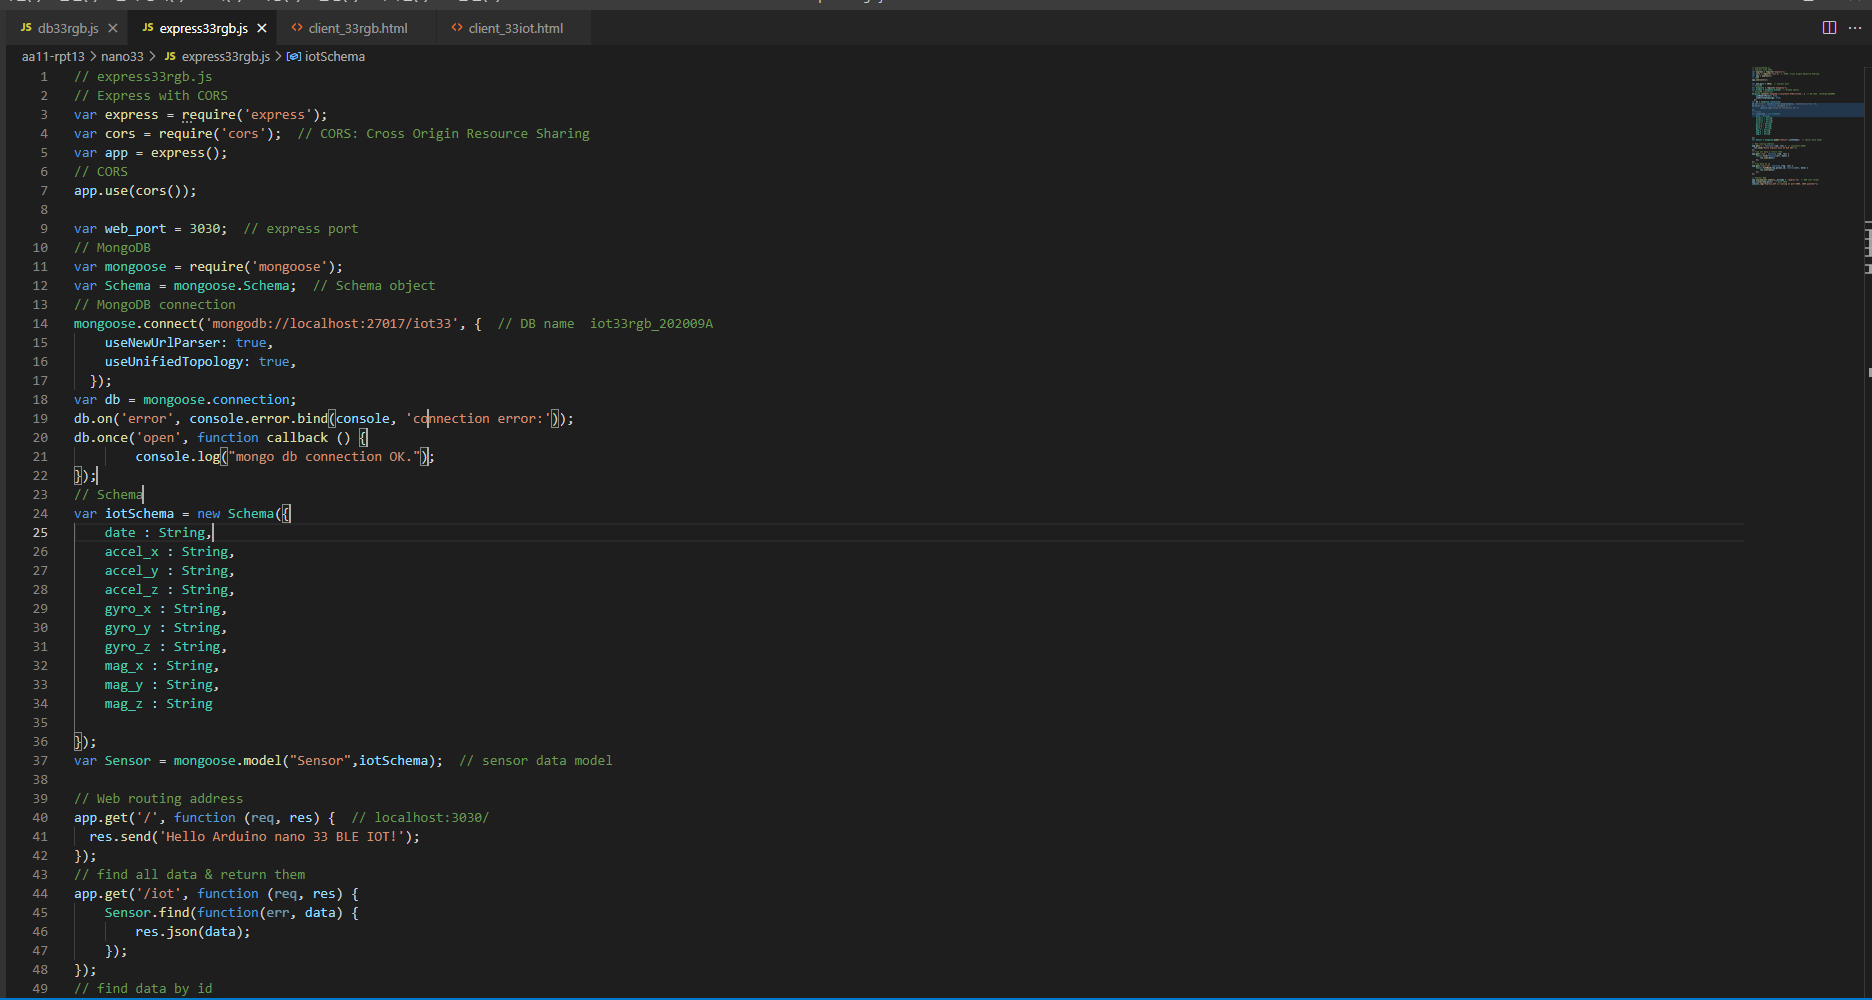 JS db33rgb.js
JS express33rgb.js
<> client_33rgb.html
<> client_33iot.html
aa11-rpt13 > nano33 > JS express33rgb.js > iotSchema
1 // express33rgb.js
2 // Express with CORS
3 var express = require('express');
4 var cors = require('cors');  // CORS: Cross Origin Resource Sharing
5 var app = express();
6 // CORS
7 app.use(cors());
8
9 var web_port = 3030;  // express port
10 // MongoDB
11 var mongoose = require('mongoose');
12 var Schema = mongoose.Schema;  // Schema object
13 // MongoDB connection
14 mongoose.connect('mongodb://localhost:27017/iot33', {  // DB name  iot33rgb_202009A
15     useNewUrlParser: true,
16     useUnifiedTopology: true,
17   });
18 var db = mongoose.connection;
19 db.on('error', console.error.bind(console, 'connection error:'));
20 db.once('open', function callback () {
21         console.log("mongo db connection OK.");
22 });
23 // Schema
24 var iotSchema = new Schema({
25     date : String,
26     accel_x : String,
27     accel_y : String,
28     accel_z : String,
29     gyro_x : String,
30     gyro_y : String,
31     gyro_z : String,
32     mag_x : String,
33     mag_y : String,
34     mag_z : String
35
36 });
37 var Sensor = mongoose.model("Sensor",iotSchema);  // sensor data model
38
39 // Web routing address
40 app.get('/', function (req, res) {  // localhost:3030/
41   res.send('Hello Arduino nano 33 BLE IOT!');
42 });
43 // find all data & return them
44 app.get('/iot', function (req, res) {
45     Sensor.find(function(err, data) {
46         res.json(data);
47     });
48 });
49 // find data by id